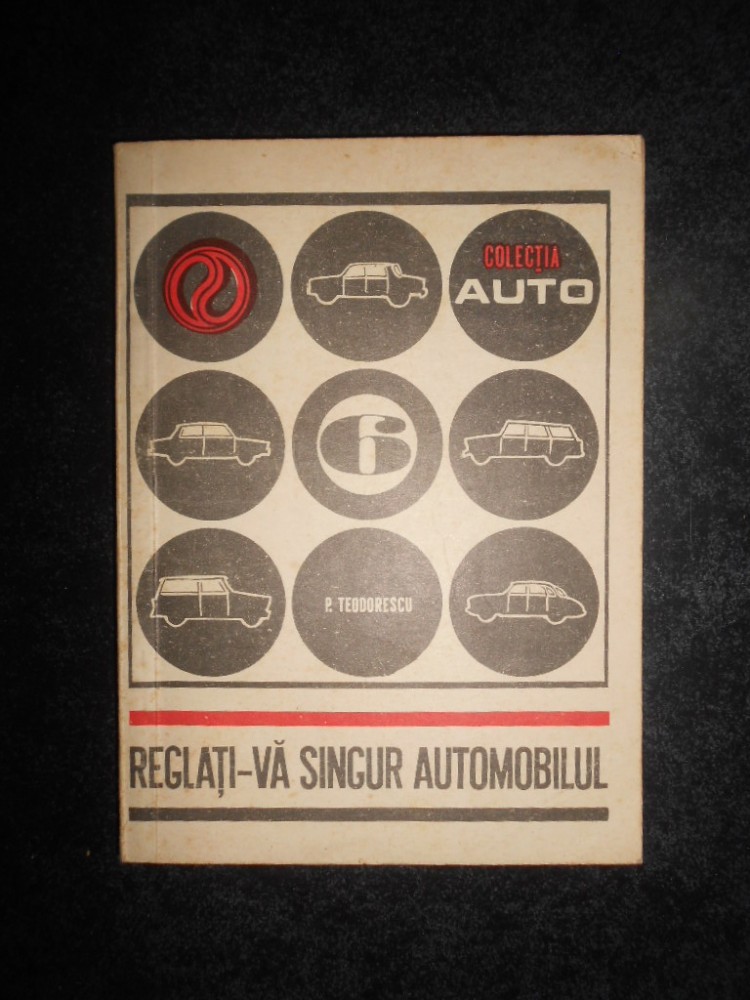 COLECȚIA
AUTO
6
P. TEODORESCU
REGLAȚI-VĂ SINGUR AUTOMOBILUL